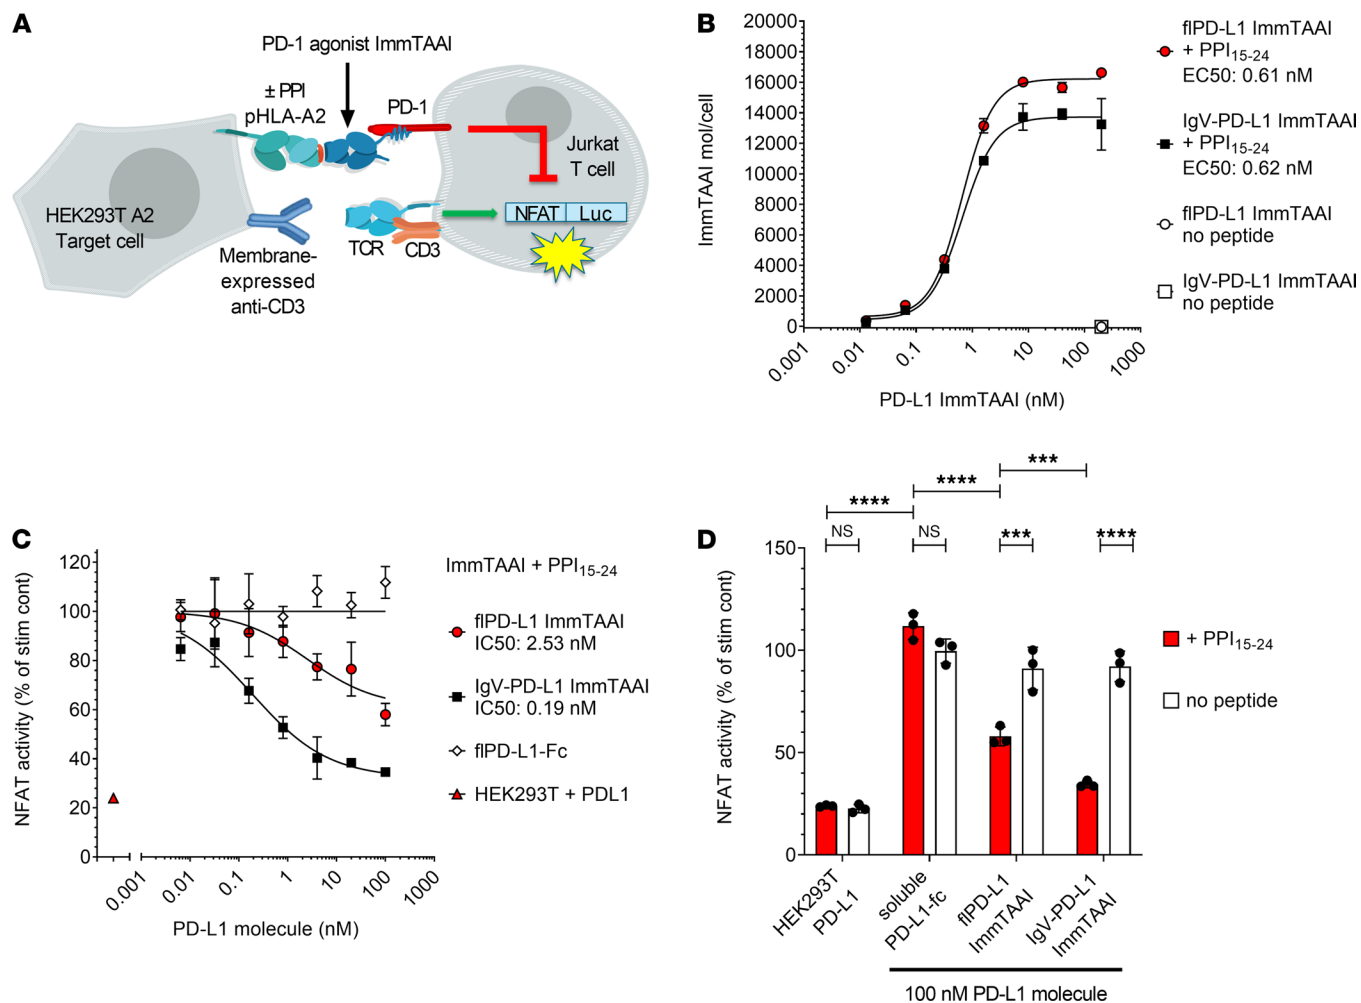 A
PD-1 agonist ImmTAAI
± PPI
pHLA-A2
PD-1
Jurkat
T cell
HEK293T A2
Target cell
NFAT
Luc
TCR
CD3
Membrane-
expressed
anti-CD3
B
ImmTAAI mol/cell
20000
18000
16000
14000
12000
10000
8000
6000
4000
2000
0
0.001
0.01
0.1
1
10
100
1000
PD-L1 ImmTAAI (nM)
flPD-L1 ImmTAAI
+ PPI15-24
EC50: 0.61 nM
IgV-PD-L1 ImmTAAI
+ PPI15-24
EC50: 0.62 nM
flPD-L1 ImmTAAI
no peptide
IgV-PD-L1 ImmTAAI
no peptide
C
NFAT activity (% of stim cont)
120
100
80
60
40
20
0
0.001
0.01
0.1
1
10
100
1000
PD-L1 molecule (nM)
ImmTAAI + PPI15-24
flPD-L1 ImmTAAI
IC50: 2.53 nM
IgV-PD-L1 ImmTAAI
IC50: 0.19 nM
flPD-L1-Fc
HEK293T + PDL1
D
***
****
****
NS
NS
***
****
NFAT activity (% of stim cont)
150
100
50
0
HEK293T
PD-L1
soluble
PD-L1-fc
flPD-L1
ImmTAAI
IgV-PD-L1
ImmTAAI
100 nM PD-L1 molecule
+ PPI15-24
no peptide